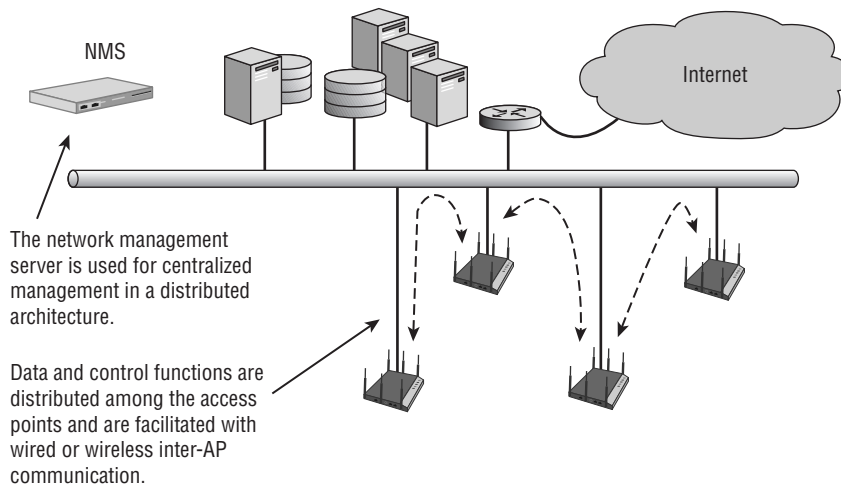 NMS
Internet
The network management
server is used for centralized
management in a distributed
architecture.
Data and control functions are
distributed among the access
points and are facilitated with
wired or wireless inter-AP
communication.